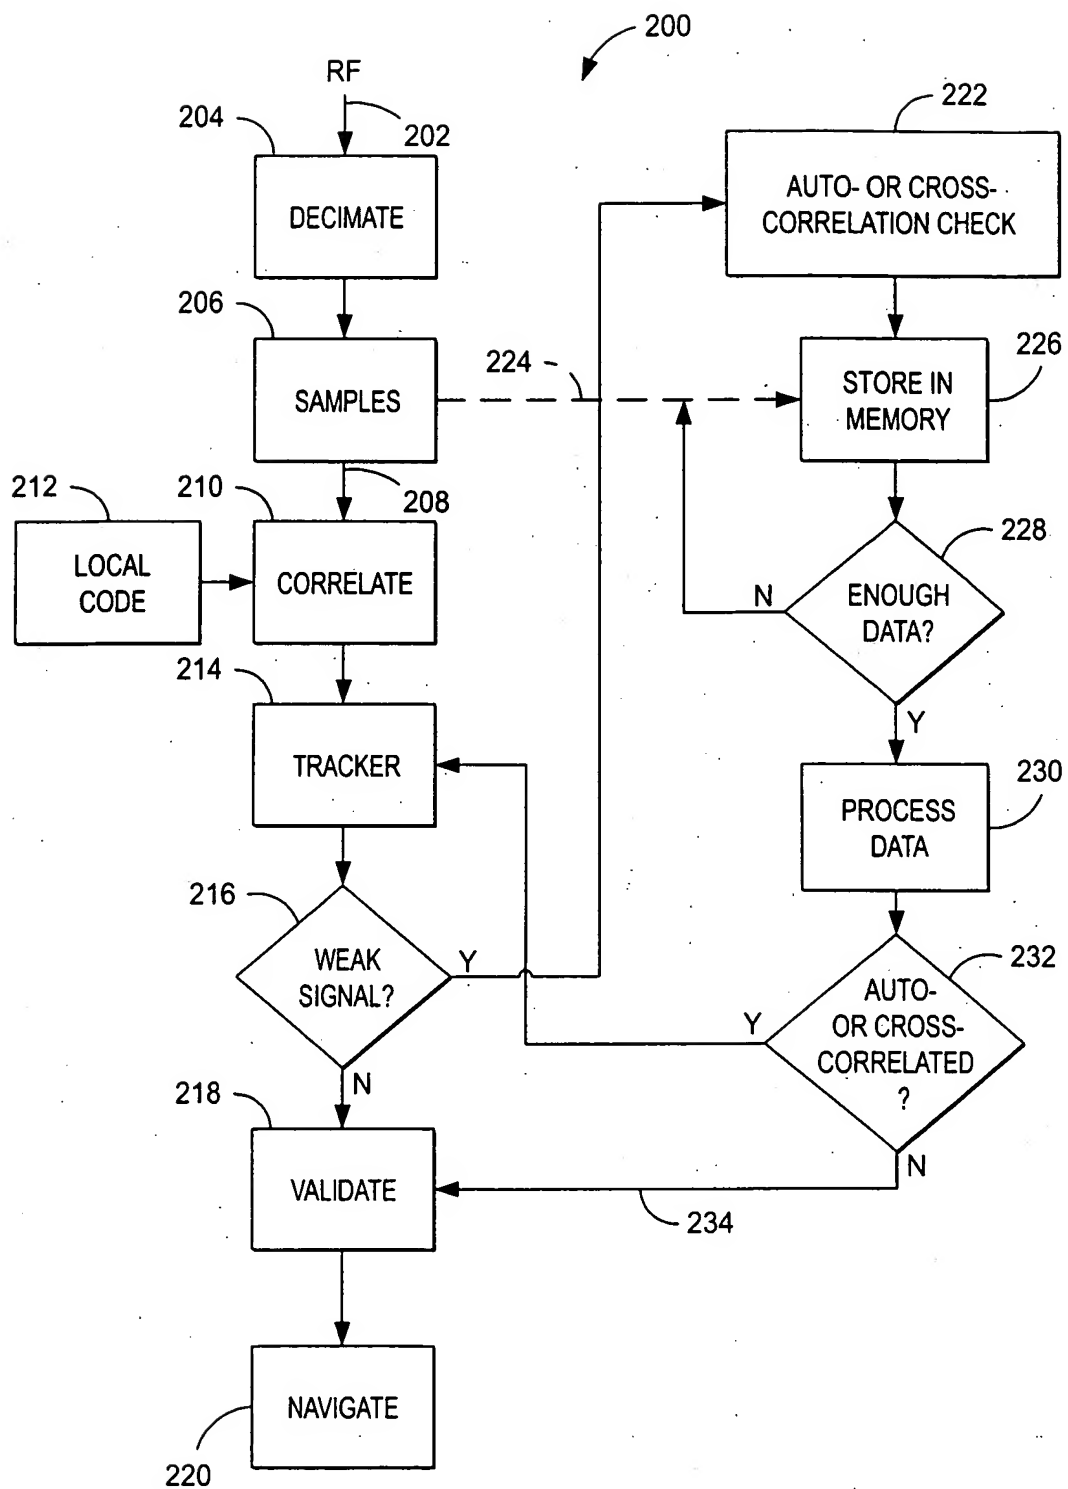 200
RF
202
204
DECIMATE
222
AUTO- OR CROSS-
CORRELATION CHECK
206
SAMPLES
224
226
STORE IN
MEMORY
208
212
LOCAL
CODE
210
CORRELATE
228
ENOUGH
DATA?
N
Y
214
TRACKER
230
PROCESS
DATA
216
WEAK
SIGNAL?
Y
N
232
AUTO-
OR CROSS-
CORRELATED
?
Y
N
218
VALIDATE
234
NAVIGATE
220